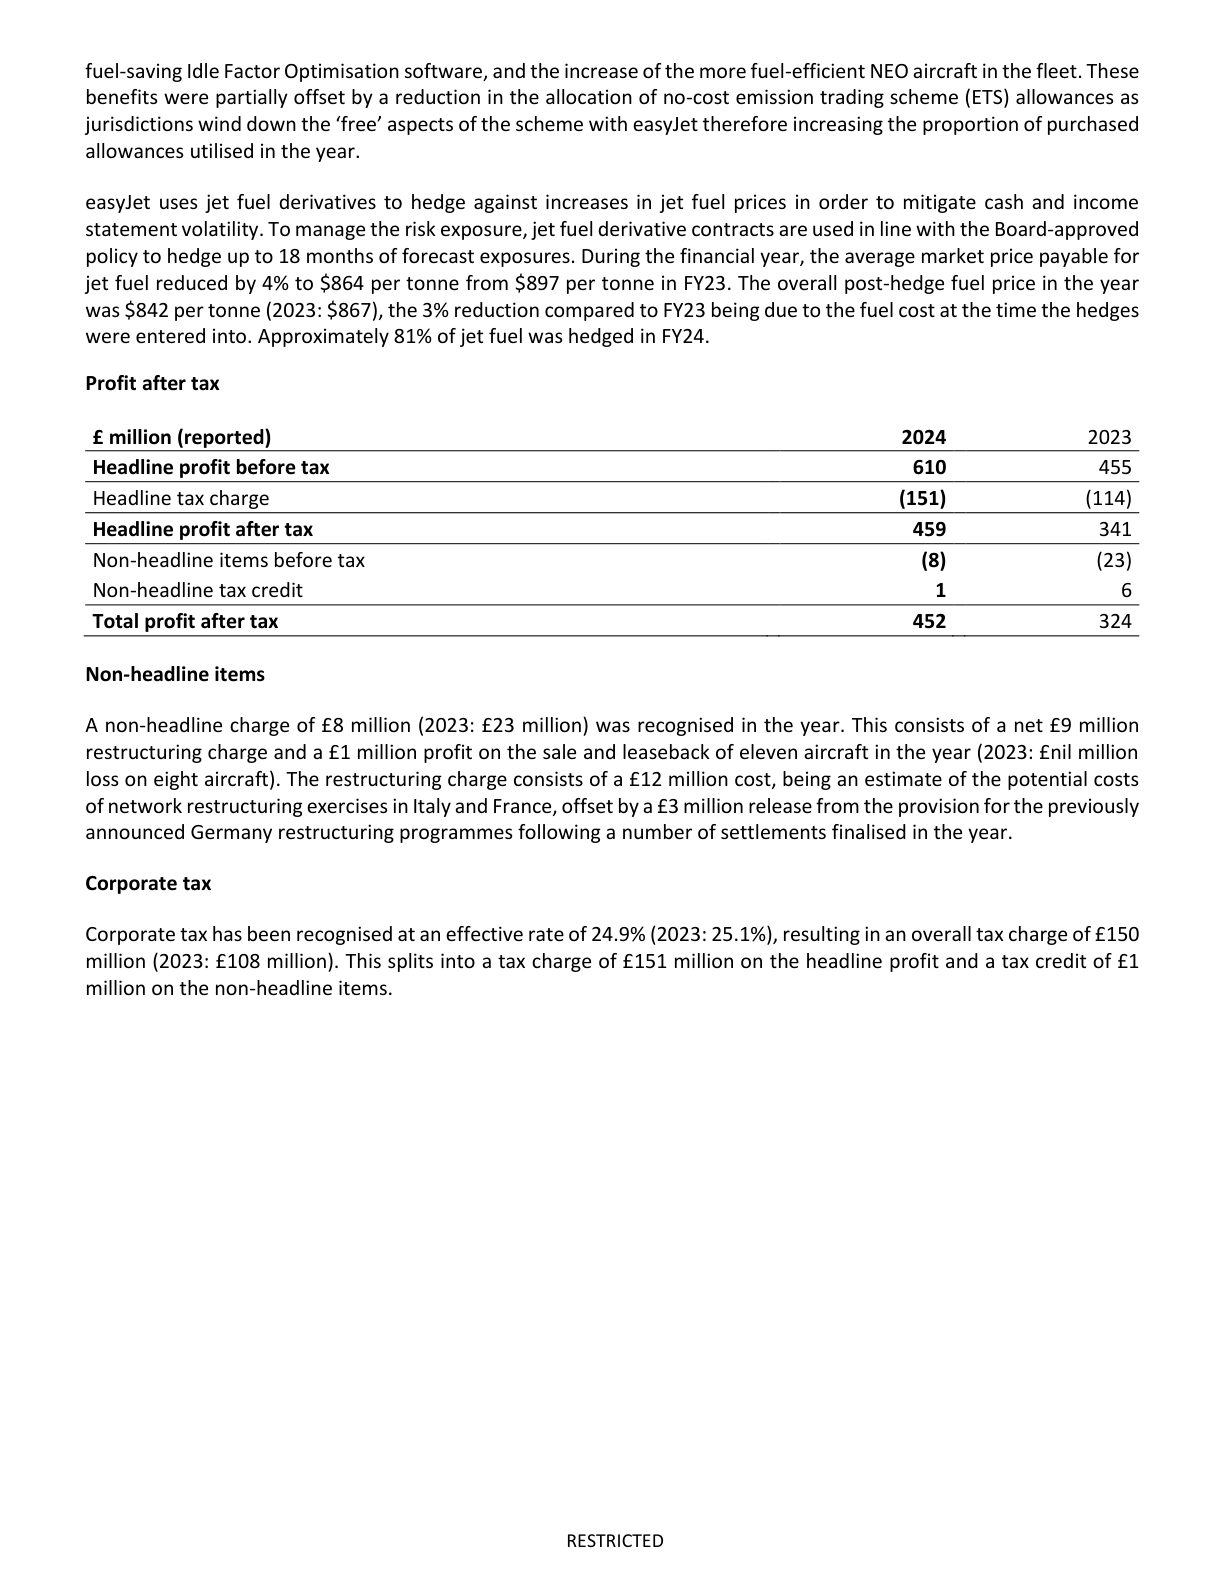 fuel-saving Idle Factor Optimisation software, and the increase of the more fuel-efficient NEO aircraft in the fleet. These
benefits were partially offset by a reduction in the allocation of no-cost emission trading scheme (ETS) allowances as
jurisdictions wind down the ‘free’ aspects of the scheme with easyJet therefore increasing the proportion of purchased
allowances utilised in the year.
easyJet uses jet fuel derivatives to hedge against increases in jet fuel prices in order to mitigate cash and income
statement volatility. To manage the risk exposure, jet fuel derivative contracts are used in line with the Board-approved
policy to hedge up to 18 months of forecast exposures. During the financial year, the average market price payable for
jet fuel reduced by 4% to $864 per tonne from $897 per tonne in FY23. The overall post-hedge fuel price in the year
was $842 per tonne (2023: $867), the 3% reduction compared to FY23 being due to the fuel cost at the time the hedges
were entered into. Approximately 81% of jet fuel was hedged in FY24.
Profit after tax
£ million (reported) 2024 2023
Headline profit before tax 610 455
Headline tax charge (151) (114)
Headline profit after tax 459 341
Non-headline items before tax (8) (23)
Non-headline tax credit 1 6
Total profit after tax 452 324
Non-headline items
A non-headline charge of £8 million (2023: £23 million) was recognised in the year. This consists of a net £9 million
restructuring charge and a £1 million profit on the sale and leaseback of eleven aircraft in the year (2023: £nil million
loss on eight aircraft). The restructuring charge consists of a £12 million cost, being an estimate of the potential costs
of network restructuring exercises in Italy and France, offset by a £3 million release from the provision for the previously
announced Germany restructuring programmes following a number of settlements finalised in the year.
Corporate tax
Corporate tax has been recognised at an effective rate of 24.9% (2023: 25.1%), resulting in an overall tax charge of £150
million (2023: £108 million). This splits into a tax charge of £151 million on the headline profit and a tax credit of £1
million on the non-headline items.
RESTRICTED